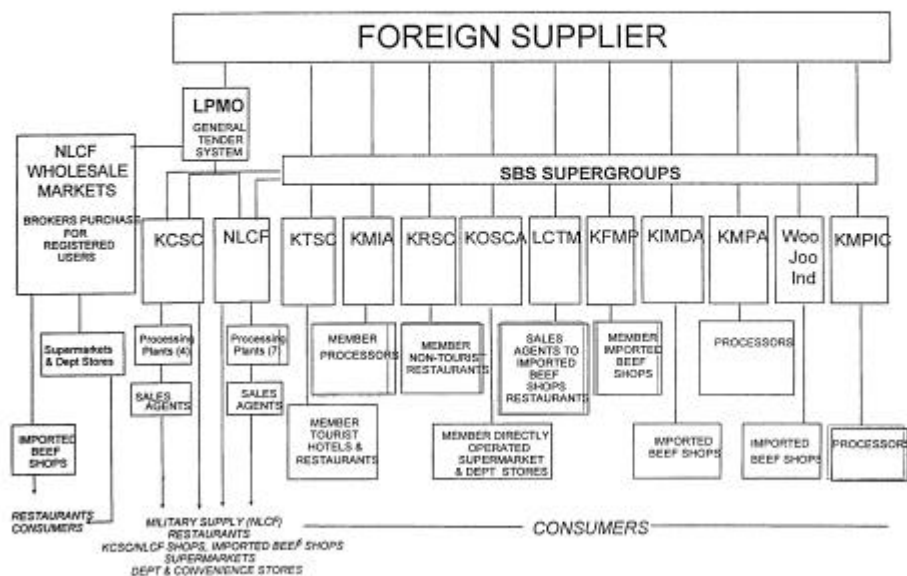 FOREIGN SUPPLIER
LPMO
GENERAL
TENDER
SYSTEM
NLCF
WHOLESALE
MARKETS
BROKERS PURCHASE
FOR
REGISTERED
USERS
SBS SUPERGROUPS
KCSC
NLCF
KTSC
KMIA
KRSC
KOSCA
LCTM
KFMP
KIMDA
KMPA
Woo
Joo
Ind
KMPIC
Supermarkets
& Dept Stores
Processing
Plants (4)
Processing
Plants (7)
MEMBER
PROCESSORS
MEMBER
NON-TOURIST
RESTAURANTS
SALES
AGENTS TO
IMPORTED
BEEF
SHOPS
RESTAURANTS
MEMBER
IMPORTED
BEEF
SHOPS
PROCESSORS
SALES
AGENTS
SALES
AGENTS
MEMBER
TOURIST
HOTELS &
RESTAURANTS
MEMBER DIRECTLY
OPERATED
SUPERMARKET
& DEPT STORES
IMPORTED
BEEF SHOPS
IMPORTED
BEEF SHOPS
PROCESSORS
IMPORTED
BEEF
SHOPS
RESTAURANTS
CONSUMERS
MILITARY SUPPLY (NLCF)
RESTAURANTS
KCSC/NLCF SHOPS, IMPORTED BEEF SHOPS
SUPERMARKETS
DEPT & CONVENIENCE STORES
CONSUMERS